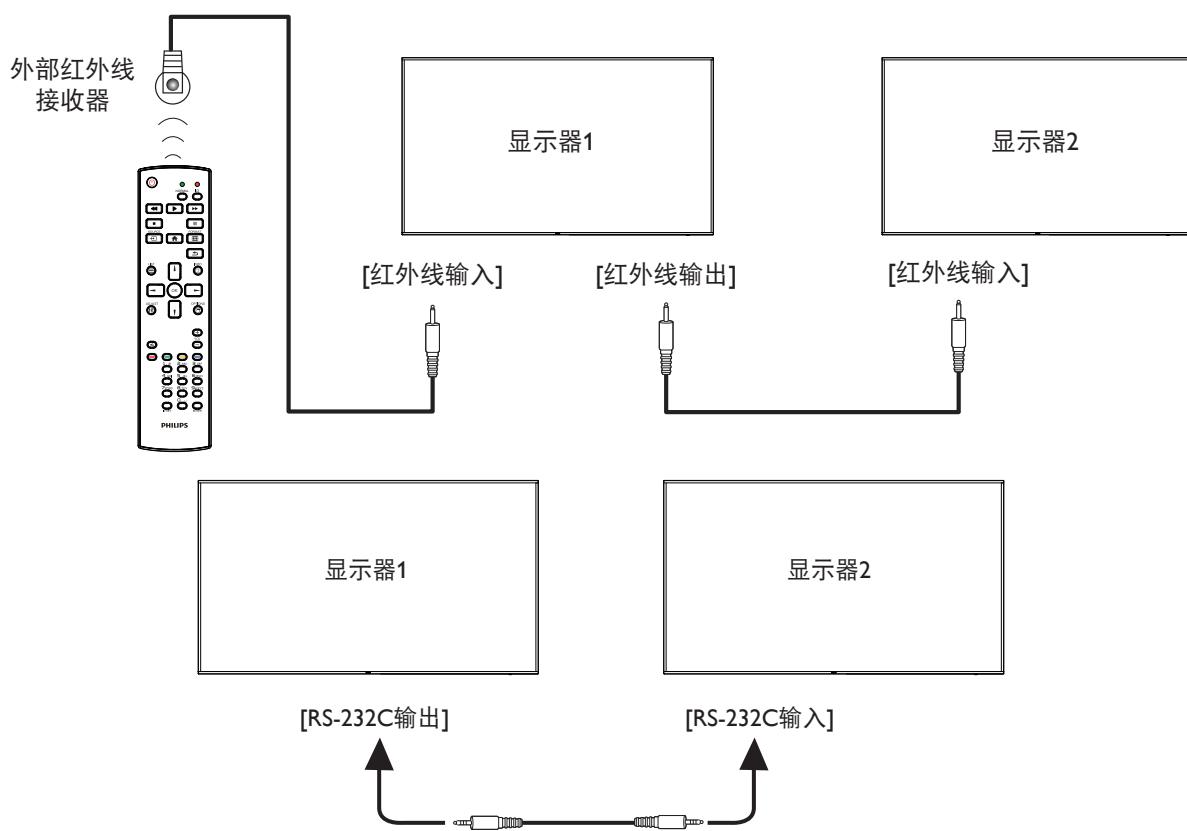 外部红外线
接收器
显示器1
显示器2
[红外线输入]
[红外线输出]
[红外线输入]
PHILIPS
显示器1
显示器2
[RS-232C输出]
[RS-232C输入]